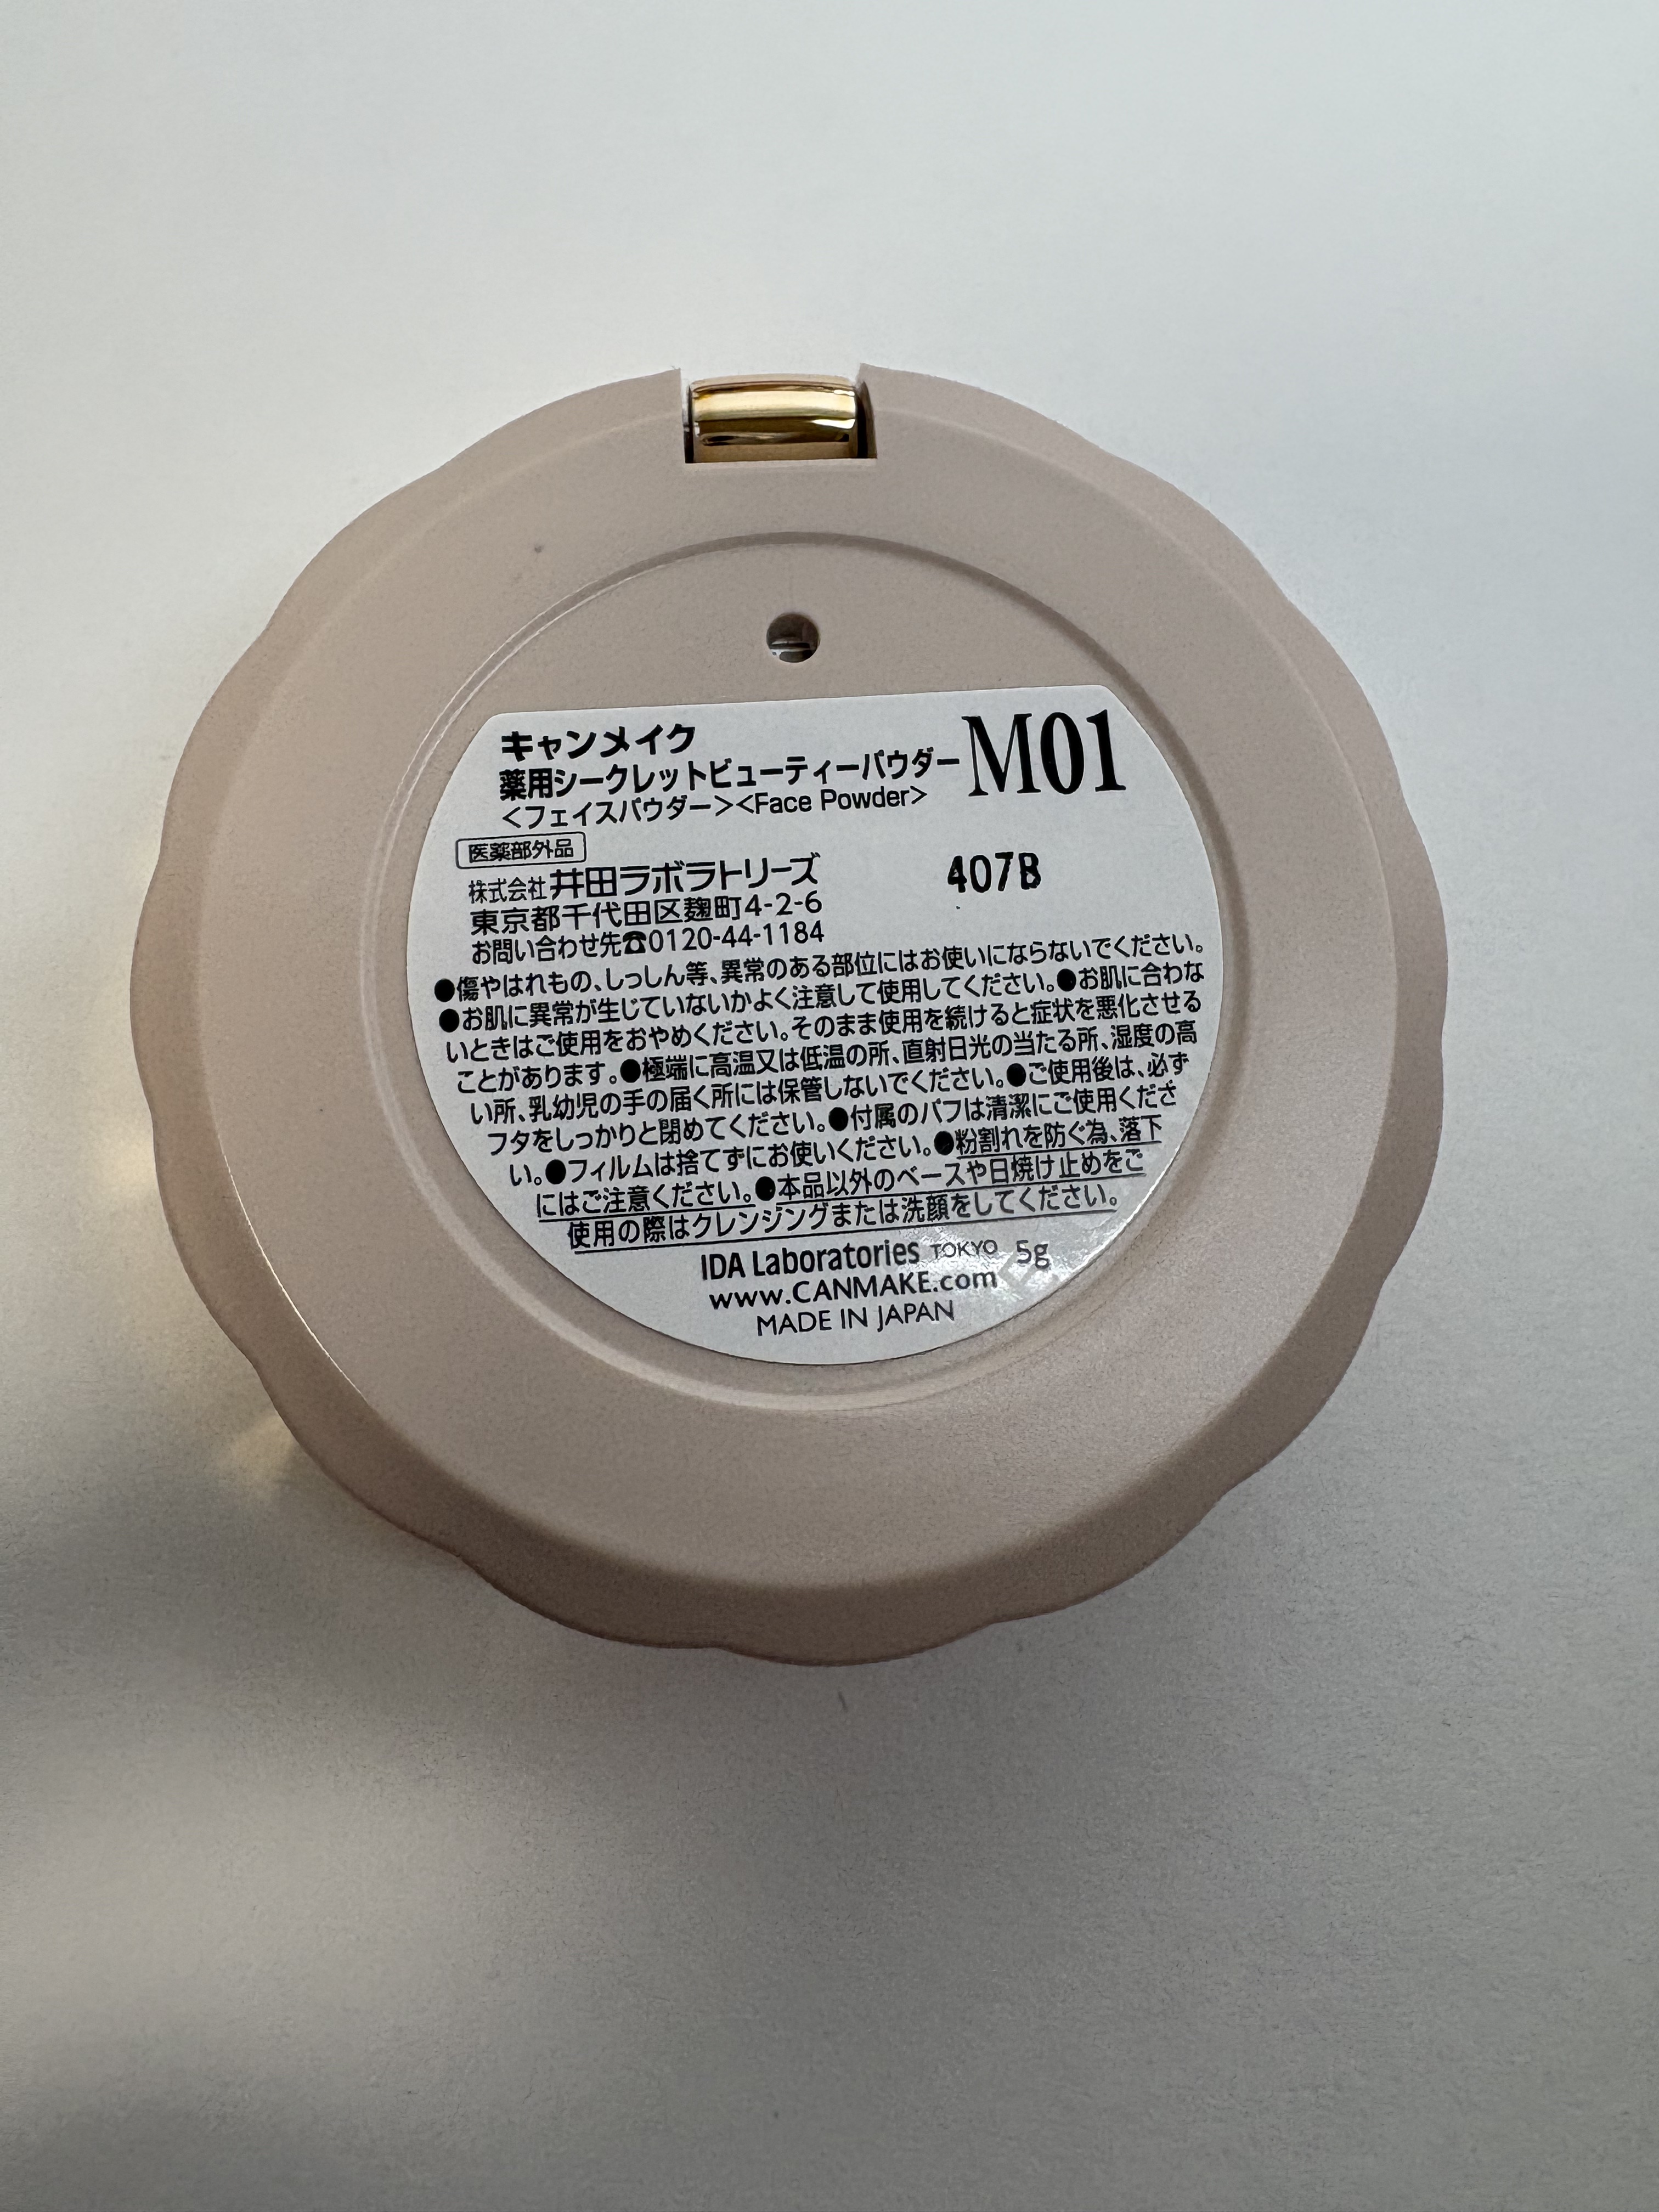 キャンメイク
薬用シークレットビューティーパウダー M01
<フェイスパウダー><Face Powder>
医薬部外品
株式会社 井田ラボラトリーズ 407B
東京都千代田区麹町4-2-6
お問い合わせ先☎0120-44-1184
●傷やはれもの、しっしん等、異常のある部位にはお使いにならないでください。
●お肌に異常が生じていないかよく注意して使用してください。●お肌に合わな
いときはご使用をおやめください。そのまま使用を続けると症状を悪化させる
ことがあります。●極端に高温又は低温の所、直射日光の当たる所、湿度の高
い所、乳幼児の手の届く所には保管しないでください。●ご使用後は、必ず
フタをしっかりと閉めてください。●付属のパフは清潔にご使用くださ
い。●フィルムは捨てずにお使いください。●粉割れを防ぐ為、落下
にはご注意ください。●本品以外のベースや日焼け止めをご
使用の際はクレンジングまたは洗顔をしてください。
IDA Laboratories TOKYO 5g
www.CANMAKE.com
MADE IN JAPAN